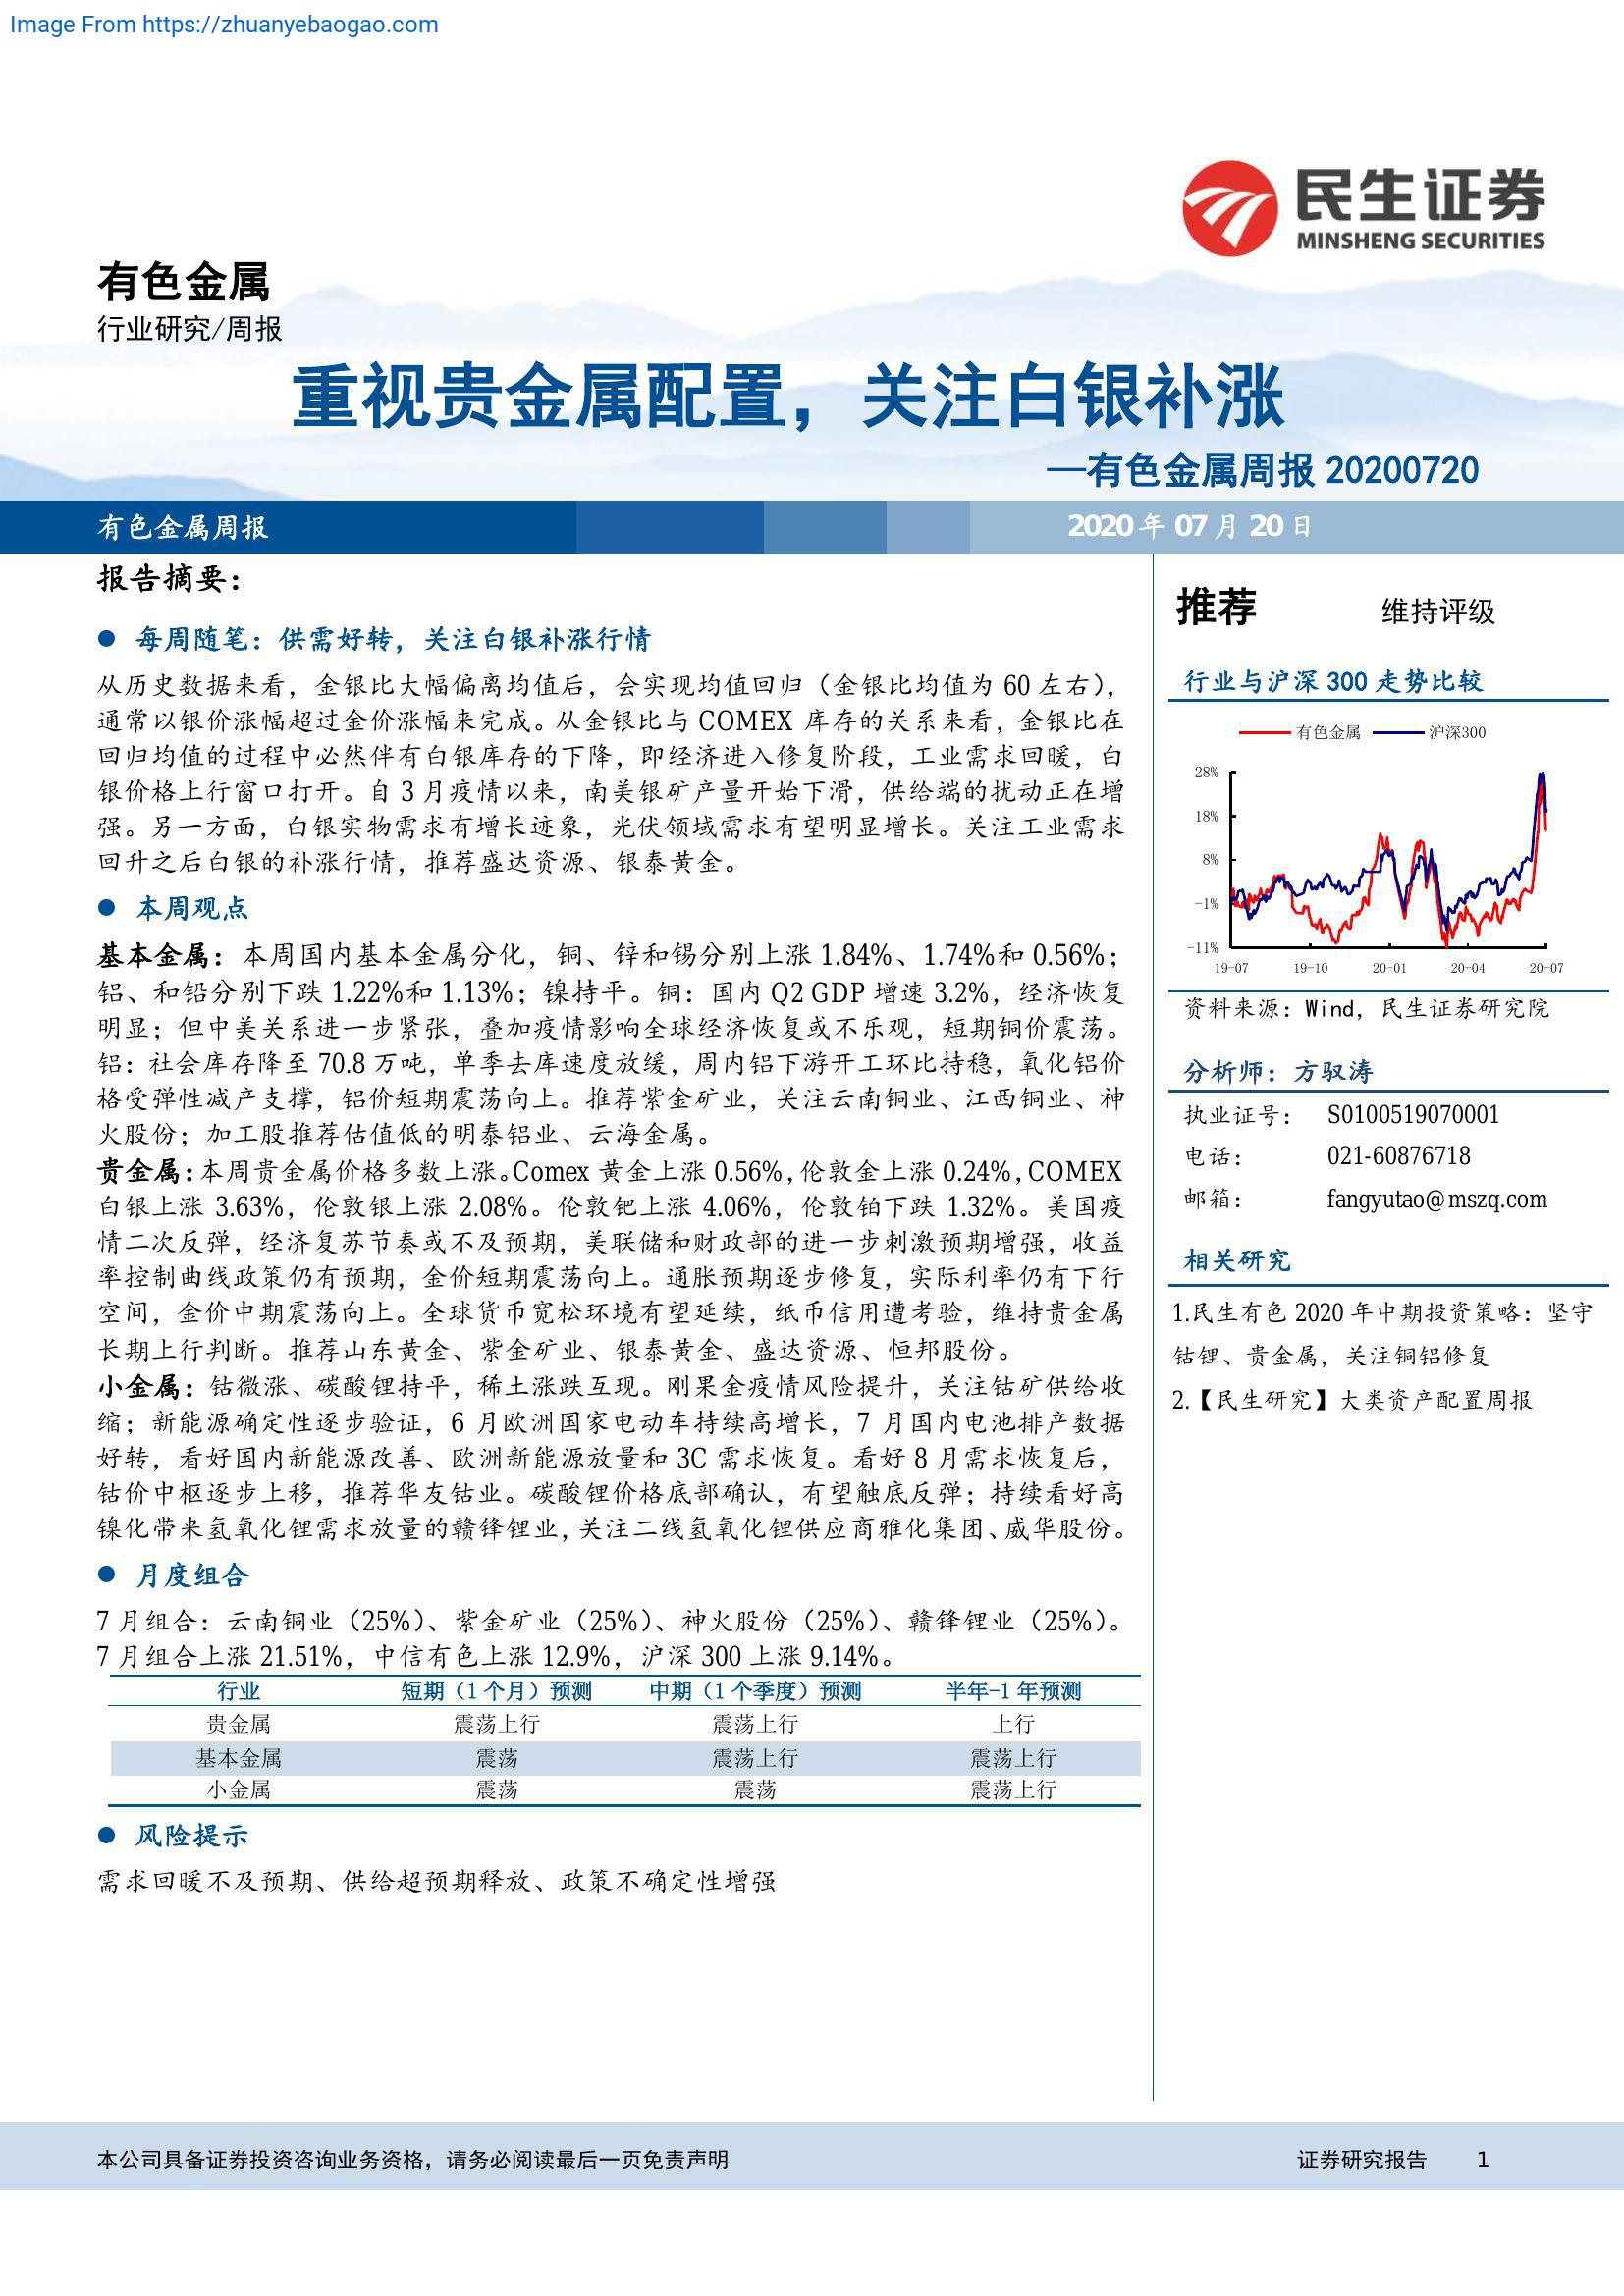 Image From https://zhuanyebaogao.com
民生证券
MINSHENG SECURITIES
有色金属
行业研究/周报
重视贵金属配置，关注白银补涨
—有色金属周报 20200720
有色金属周报
2020 年 07 月 20 日
报告摘要：
● 每周随笔：供需好转，关注白银补涨行情
从历史数据来看，金银比大幅偏离均值后，会实现均值回归（金银比均值为 60 左右），
通常以银价涨幅超过金价涨幅来完成。从金银比与 COMEX 库存的关系来看，金银比在
回归均值的过程中必然伴有白银库存的下降，即经济进入修复阶段，工业需求回暖，白
银价格上行窗口打开。自 3 月疫情以来，南美银矿产量开始下滑，供给端的扰动正在增
强。另一方面，白银实物需求有增长迹象，光伏领域需求有望明显增长。关注工业需求
回升之后白银的补涨行情，推荐盛达资源、银泰黄金。
● 本周观点
基本金属：本周国内基本金属分化，铜、锌和锡分别上涨 1.84%、1.74%和 0.56%；
铝、和铅分别下跌 1.22%和 1.13%；镍持平。铜：国内 Q2 GDP 增速 3.2%，经济恢复
明显；但中美关系进一步紧张，叠加疫情影响全球经济恢复或不乐观，短期铜价震荡。
铝：社会库存降至 70.8 万吨，单季去库速度放缓，周内铝下游开工环比持稳，氧化铝价
格受弹性减产支撑，铝价短期震荡向上。推荐紫金矿业，关注云南铜业、江西铜业、神
火股份；加工股推荐估值低的明泰铝业、云海金属。
贵金属：本周贵金属价格多数上涨。Comex 黄金上涨 0.56%，伦敦金上涨 0.24%，COMEX
白银上涨 3.63%，伦敦银上涨 2.08%。伦敦钯上涨 4.06%，伦敦铂下跌 1.32%。美国疫
情二次反弹，经济复苏节奏或不及预期，美联储和财政部的进一步刺激预期增强，收益
率控制曲线政策仍有预期，金价短期震荡向上。通胀预期逐步修复，实际利率仍有下行
空间，金价中期震荡向上。全球货币宽松环境有望延续，纸币信用遭考验，维持贵金属
长期上行判断。推荐山东黄金、紫金矿业、银泰黄金、盛达资源、恒邦股份。
小金属：钴微涨、碳酸锂持平，稀土涨跌互现。刚果金疫情风险提升，关注钴矿供给收
缩；新能源确定性逐步验证，6 月欧洲国家电动车持续高增长，7 月国内电池排产数据
好转，看好国内新能源改善、欧洲新能源放量和 3C 需求恢复。看好 8 月需求恢复后，
钴价中枢逐步上移，推荐华友钴业。碳酸锂价格底部确认，有望触底反弹；持续看好高
镍化带来氢氧化锂需求放量的赣锋锂业，关注二线氢氧化锂供应商雅化集团、威华股份。
● 月度组合
7 月组合：云南铜业（25%）、紫金矿业（25%）、神火股份（25%）、赣锋锂业（25%）。
7 月组合上涨 21.51%，中信有色上涨 12.9%，沪深 300 上涨 9.14%。
行业 短期（1 个月）预测 中期（1 个季度）预测 半年-1 年预测
贵金属 震荡上行 震荡上行 上行
基本金属 震荡 震荡上行 震荡上行
小金属 震荡 震荡 震荡上行
● 风险提示
需求回暖不及预期、供给超预期释放、政策不确定性增强
推荐 维持评级
行业与沪深 300 走势比较
有色金属 沪深300
28%
18%
8%
-1%
-11%
19-07 19-10 20-01 20-04 20-07
资料来源：Wind，民生证券研究院
分析师：方驭涛
执业证号： S0100519070001
电话： 021-60876718
邮箱： fangyutao@mszq.com
相关研究
1.民生有色 2020 年中期投资策略：坚守
钴锂、贵金属，关注铜铝修复
2.【民生研究】大类资产配置周报
本公司具备证券投资咨询业务资格，请务必阅读最后一页免责声明
证券研究报告 1